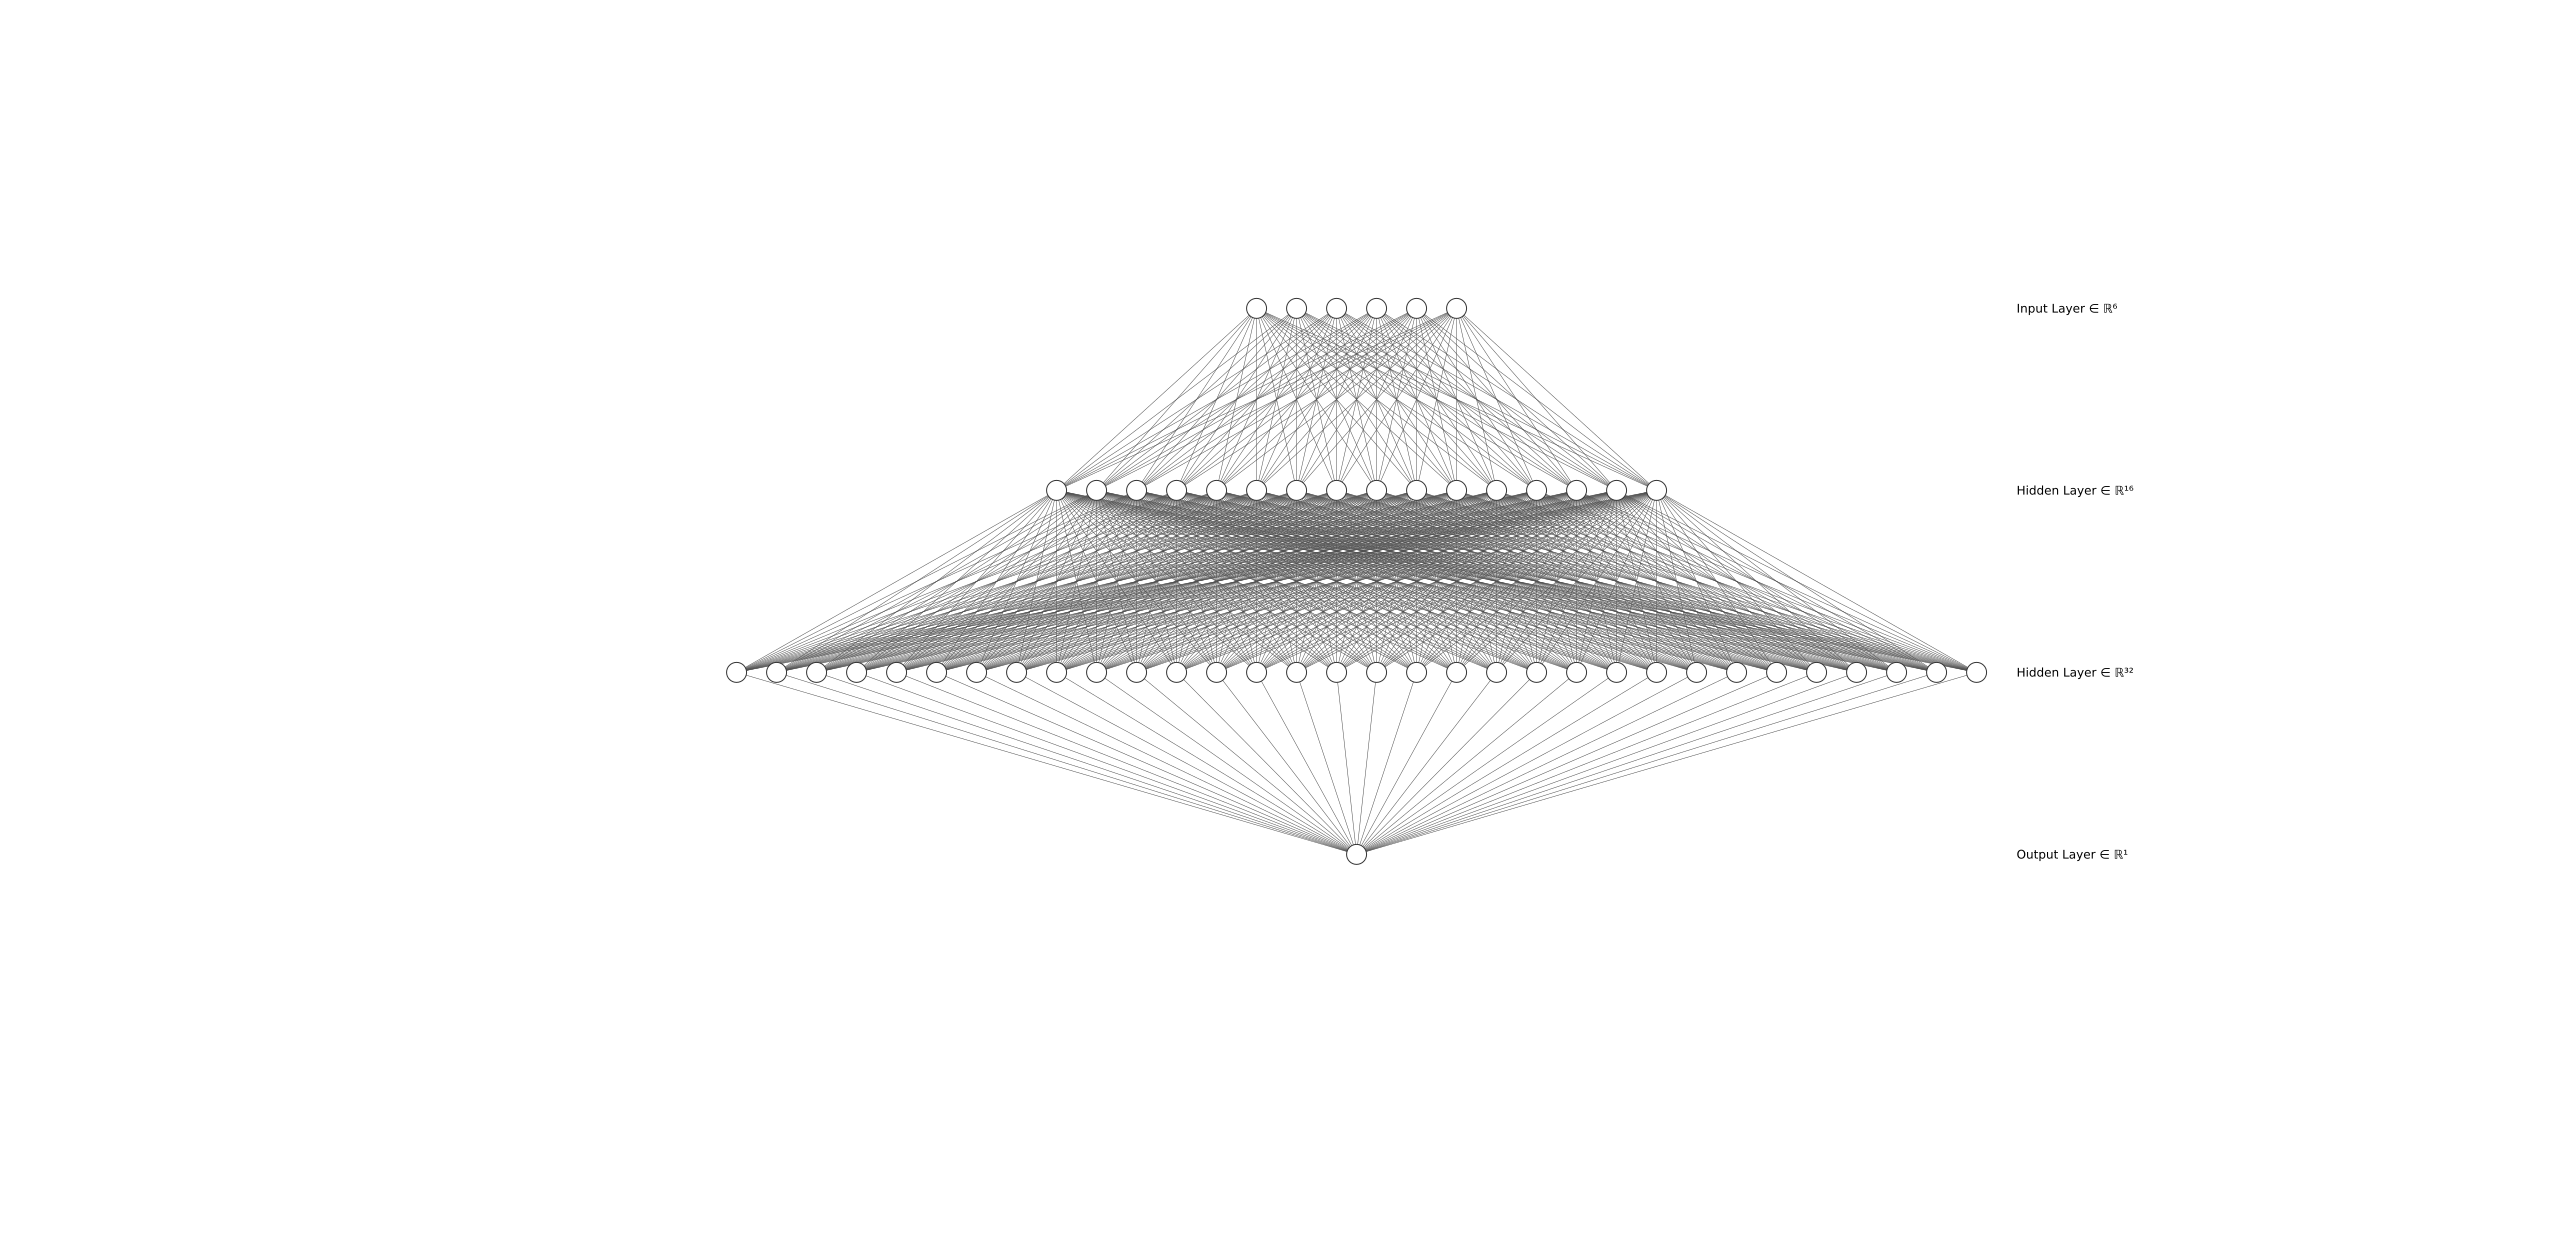 Input Layer ∈ ℝ⁶
Hidden Layer ∈ ℝ¹⁶
Hidden Layer ∈ ℝ³²
Output Layer ∈ ℝ¹